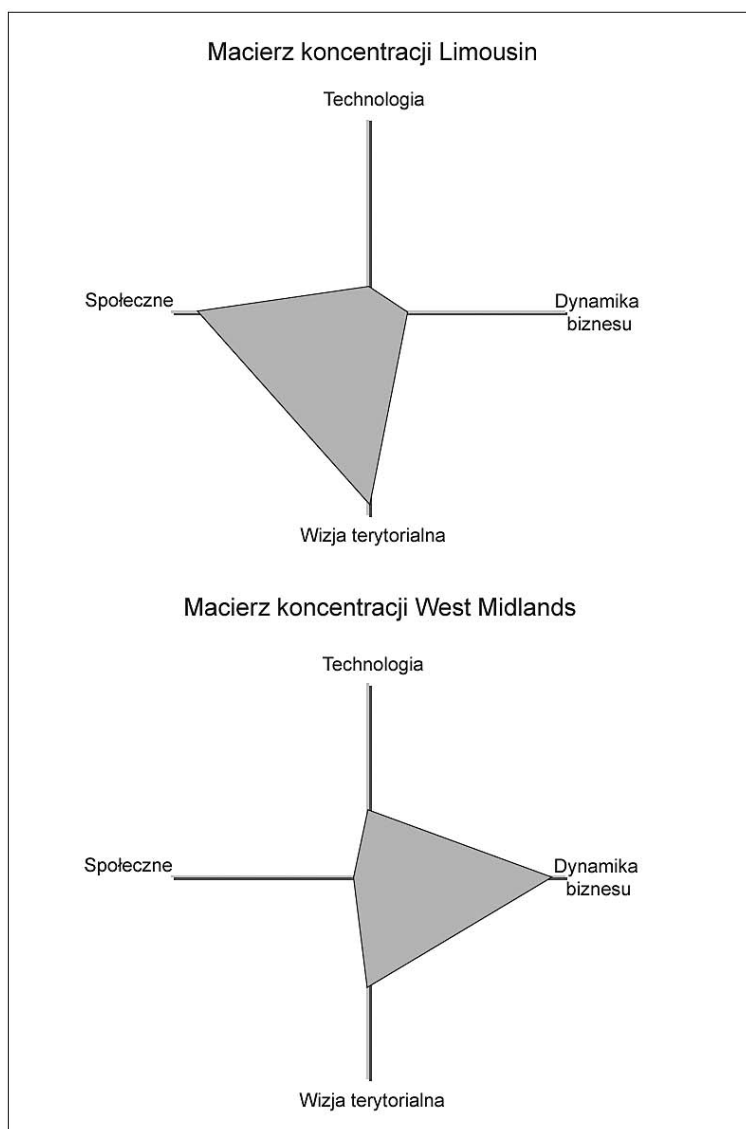 Macierz koncentracji Limousin
Technologia
Społeczne
Dynamika
biznesu
Wizja terytorialna
Macierz koncentracji West Midlands
Technologia
Społeczne
Dynamika
biznesu
Wizja terytorialna